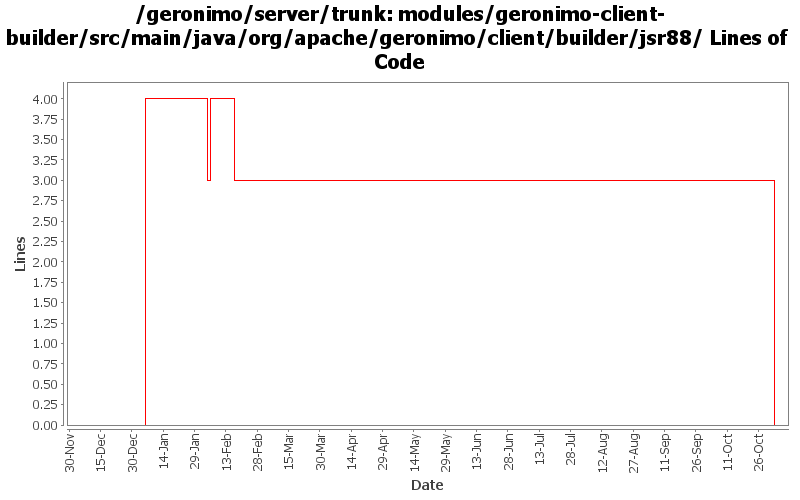 /geronimo/server/trunk: modules/geronimo-client-
builder/src/main/java/org/apache/geronimo/client/builder/jsr88/ Lines of
Code
4.00
3.75
3.50
3.25
3.00
2.75
2.50
2.25
2.00
1.75
1.50
1.25
1.00
0.75
0.50
0.25
0.00
Lines
30-Nov
15-Dec
30-Dec
14-Jan
29-Jan
13-Feb
28-Feb
15-Mar
30-Mar
14-Apr
29-Apr
14-May
29-May
13-Jun
28-Jun
13-Jul
28-Jul
12-Aug
27-Aug
11-Sep
26-Sep
11-Oct
26-Oct
Date